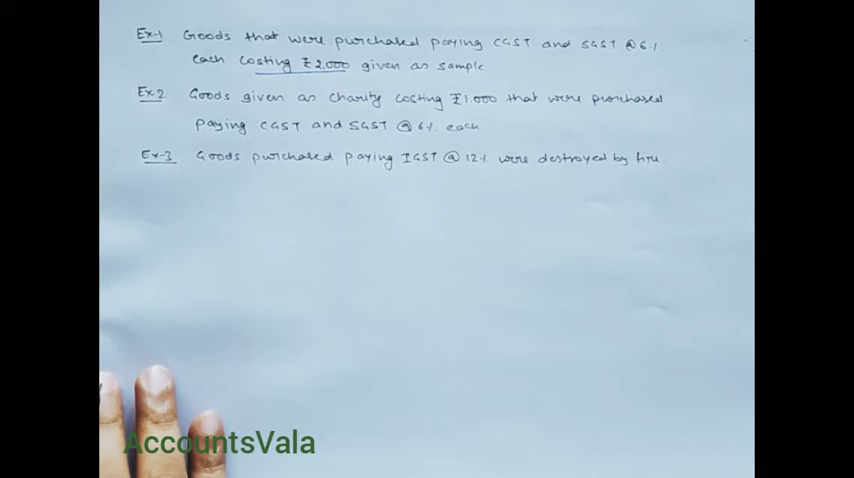 Ex-1 Goods that were purchased paying CGST and SGST @ 6%.
each costing ₹2,000 given as sample
Ex-2 Goods given as charity costing ₹1,000 that were purchased
paying CGST and SGST @ 6% each
Ex-3 Goods purchased paying IGST @ 12% were destroyed by fire.
AccountsVala